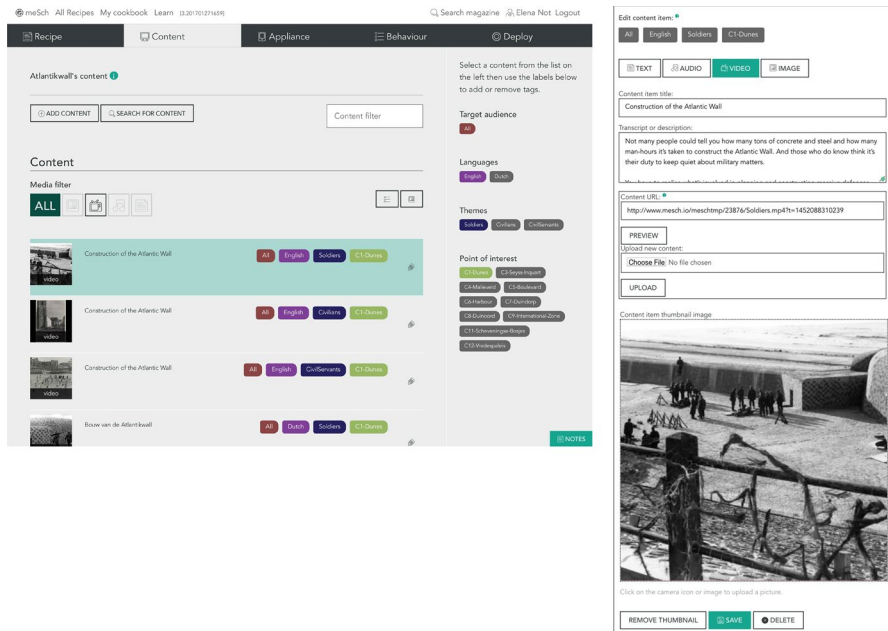 meSch All Recipes My cookbook Learn [3.201701271659]
Search magazine Elena Not Logout
Recipe
Content
Appliance
Behaviour
Deploy
Atlantikwall's content
ADD CONTENT
SEARCH FOR CONTENT
Content filter
Content
Media filter
ALL
video
Construction of the Atlantic Wall
All English Soldiers C1-Dunes
video
Construction of the Atlantic Wall
All English Civilians C1-Dunes
video
Construction of the Atlantic Wall
All English CivilServants C1-Dunes
Bouw van de Atlantikwall
All Dutch Soldiers C1-Dunes
Select a content from the list on
the left then use the labels below
to add or remove tags.
Target audience
All
Languages
English Dutch
Themes
Soldiers Civilians CivilServants
Point of interest
C1-Dunes C3-Seyss-Inquart
C4-Malieveld C5-Boulevard
C6-Harbour C7-Duindorp
C8-Duinoord C9-International-Zone
C11-Scheveningse-Bosjes
C12-Vredespaleis
NOTES
Edit content item:
All English Soldiers C1-Dunes
TEXT AUDIO VIDEO IMAGE
Content item title:
Construction of the Atlantic Wall
Transcript or description:
Not many people could tell you how many tons of concrete and steel and how many
man-hours it's taken to construct the Atlantic Wall. And those who do know think it's
their duty to keep quiet about military matters.
Content URL:
http://www.mesch.io/meschtmp/23876/Soldiers.mp4?t=1452088310239
PREVIEW
Upload new content:
Choose File No file chosen
UPLOAD
Content item thumbnail image
Click on the camera icon or image to upload a picture.
REMOVE THUMBNAIL SAVE DELETE